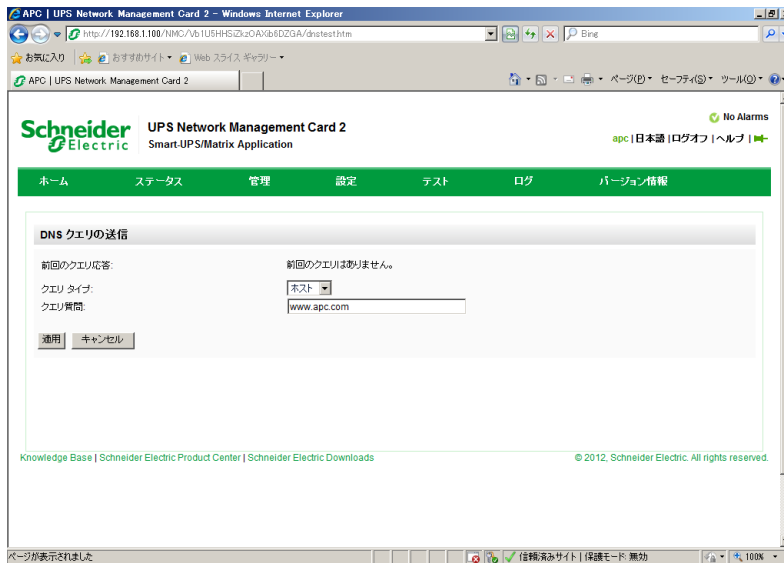 APC | UPS Network Management Card 2 - Windows Internet Explorer
http://192.168.1.100/NMC/Vb1U5HHSiZkzOAXib6DZGA/dnstest.htm
Bing
お気に入り
おすすめサイト
Web スライス ギャラリー
APC | UPS Network Management Card 2
ページ(P)
セーフティ(S)
ツール(O)
No Alarms
Schneider Electric
UPS Network Management Card 2
Smart-UPS/Matrix Application
apc | 日本語 | ログオフ | ヘルプ |
ホーム ステータス 管理 設定 テスト ログ バージョン情報
DNS クエリの送信
前回のクエリ応答: 前回のクエリはありません。
クエリ タイプ: ホスト
クエリ質問: www.apc.com
適用 キャンセル
Knowledge Base | Schneider Electric Product Center | Schneider Electric Downloads
© 2012, Schneider Electric. All rights reserved.
ページが表示されました
信頼済みサイト | 保護モード: 無効
100%